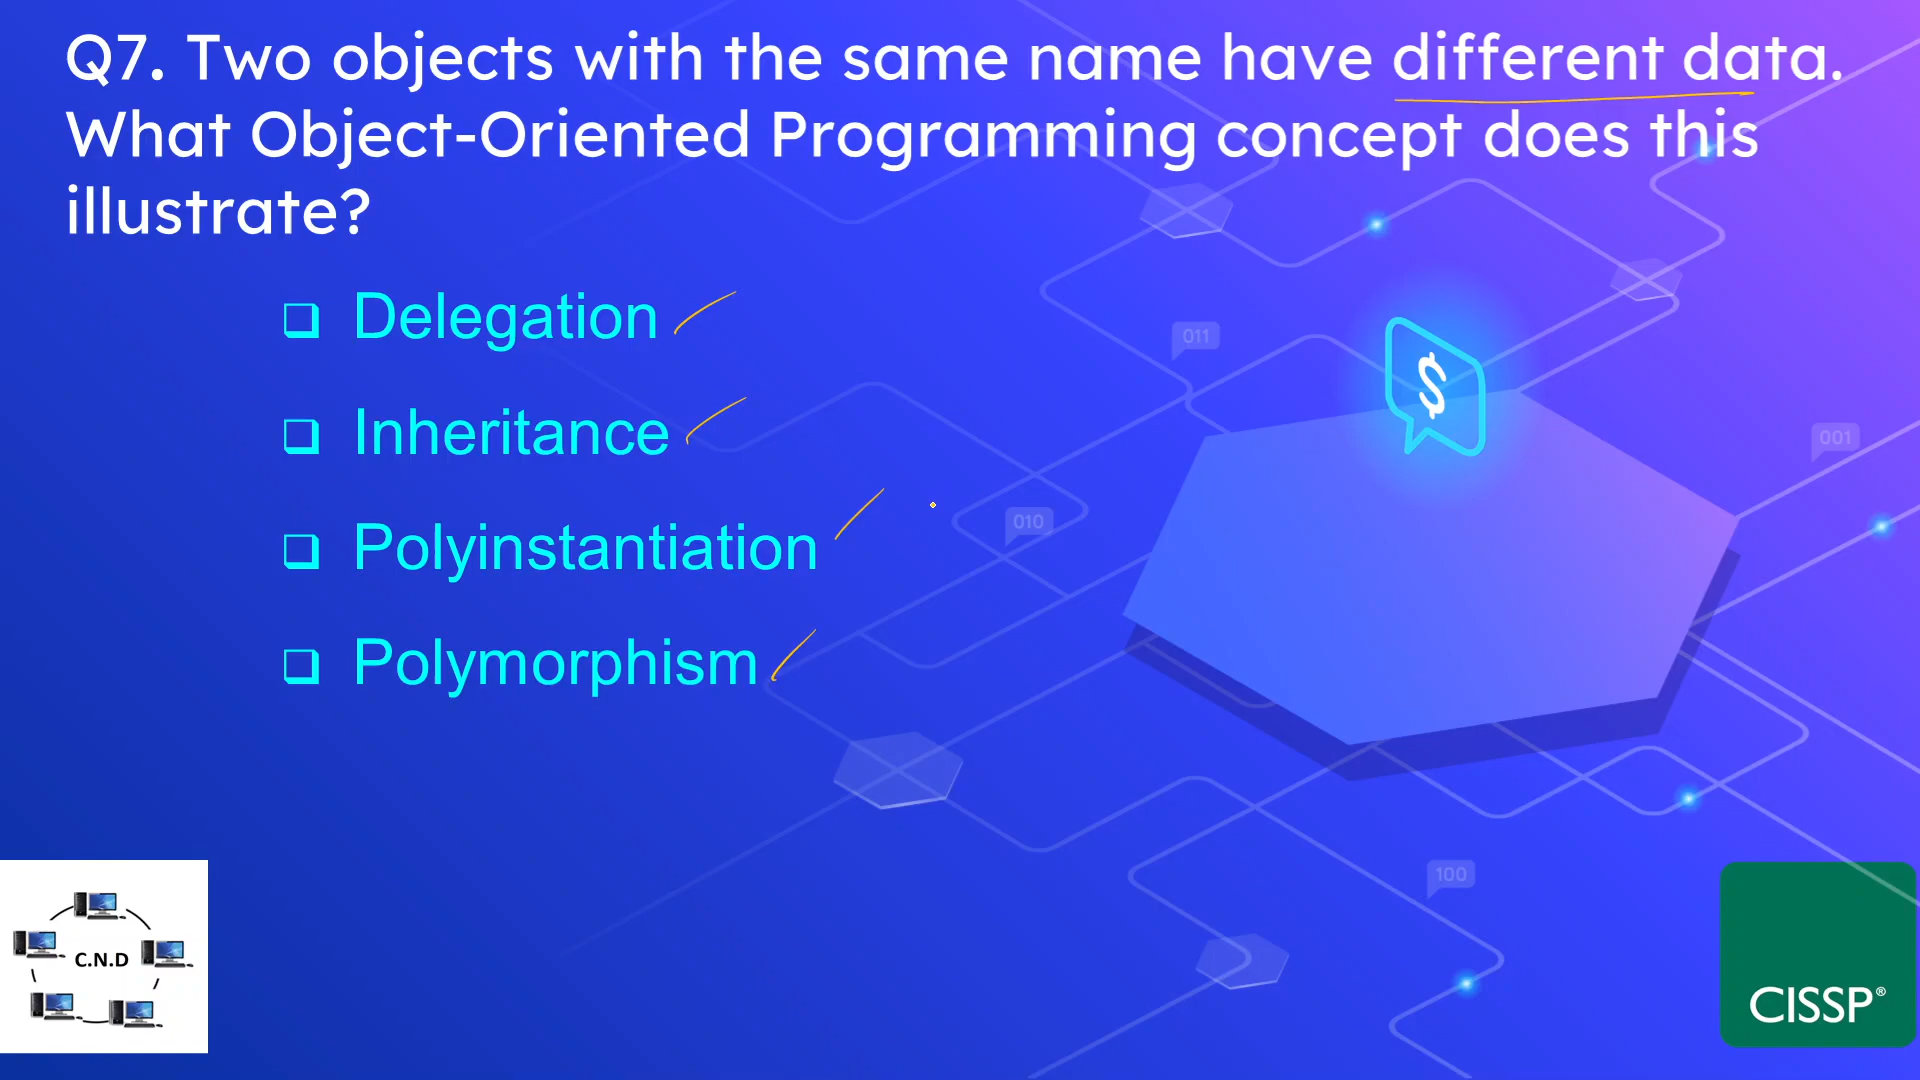 Q7. Two objects with the same name have different data.
What Object-Oriented Programming concept does this
illustrate?
Delegation
Inheritance
Polyinstantiation
Polymorphism
$
011
001
010
100
C.N.D
CISSP®